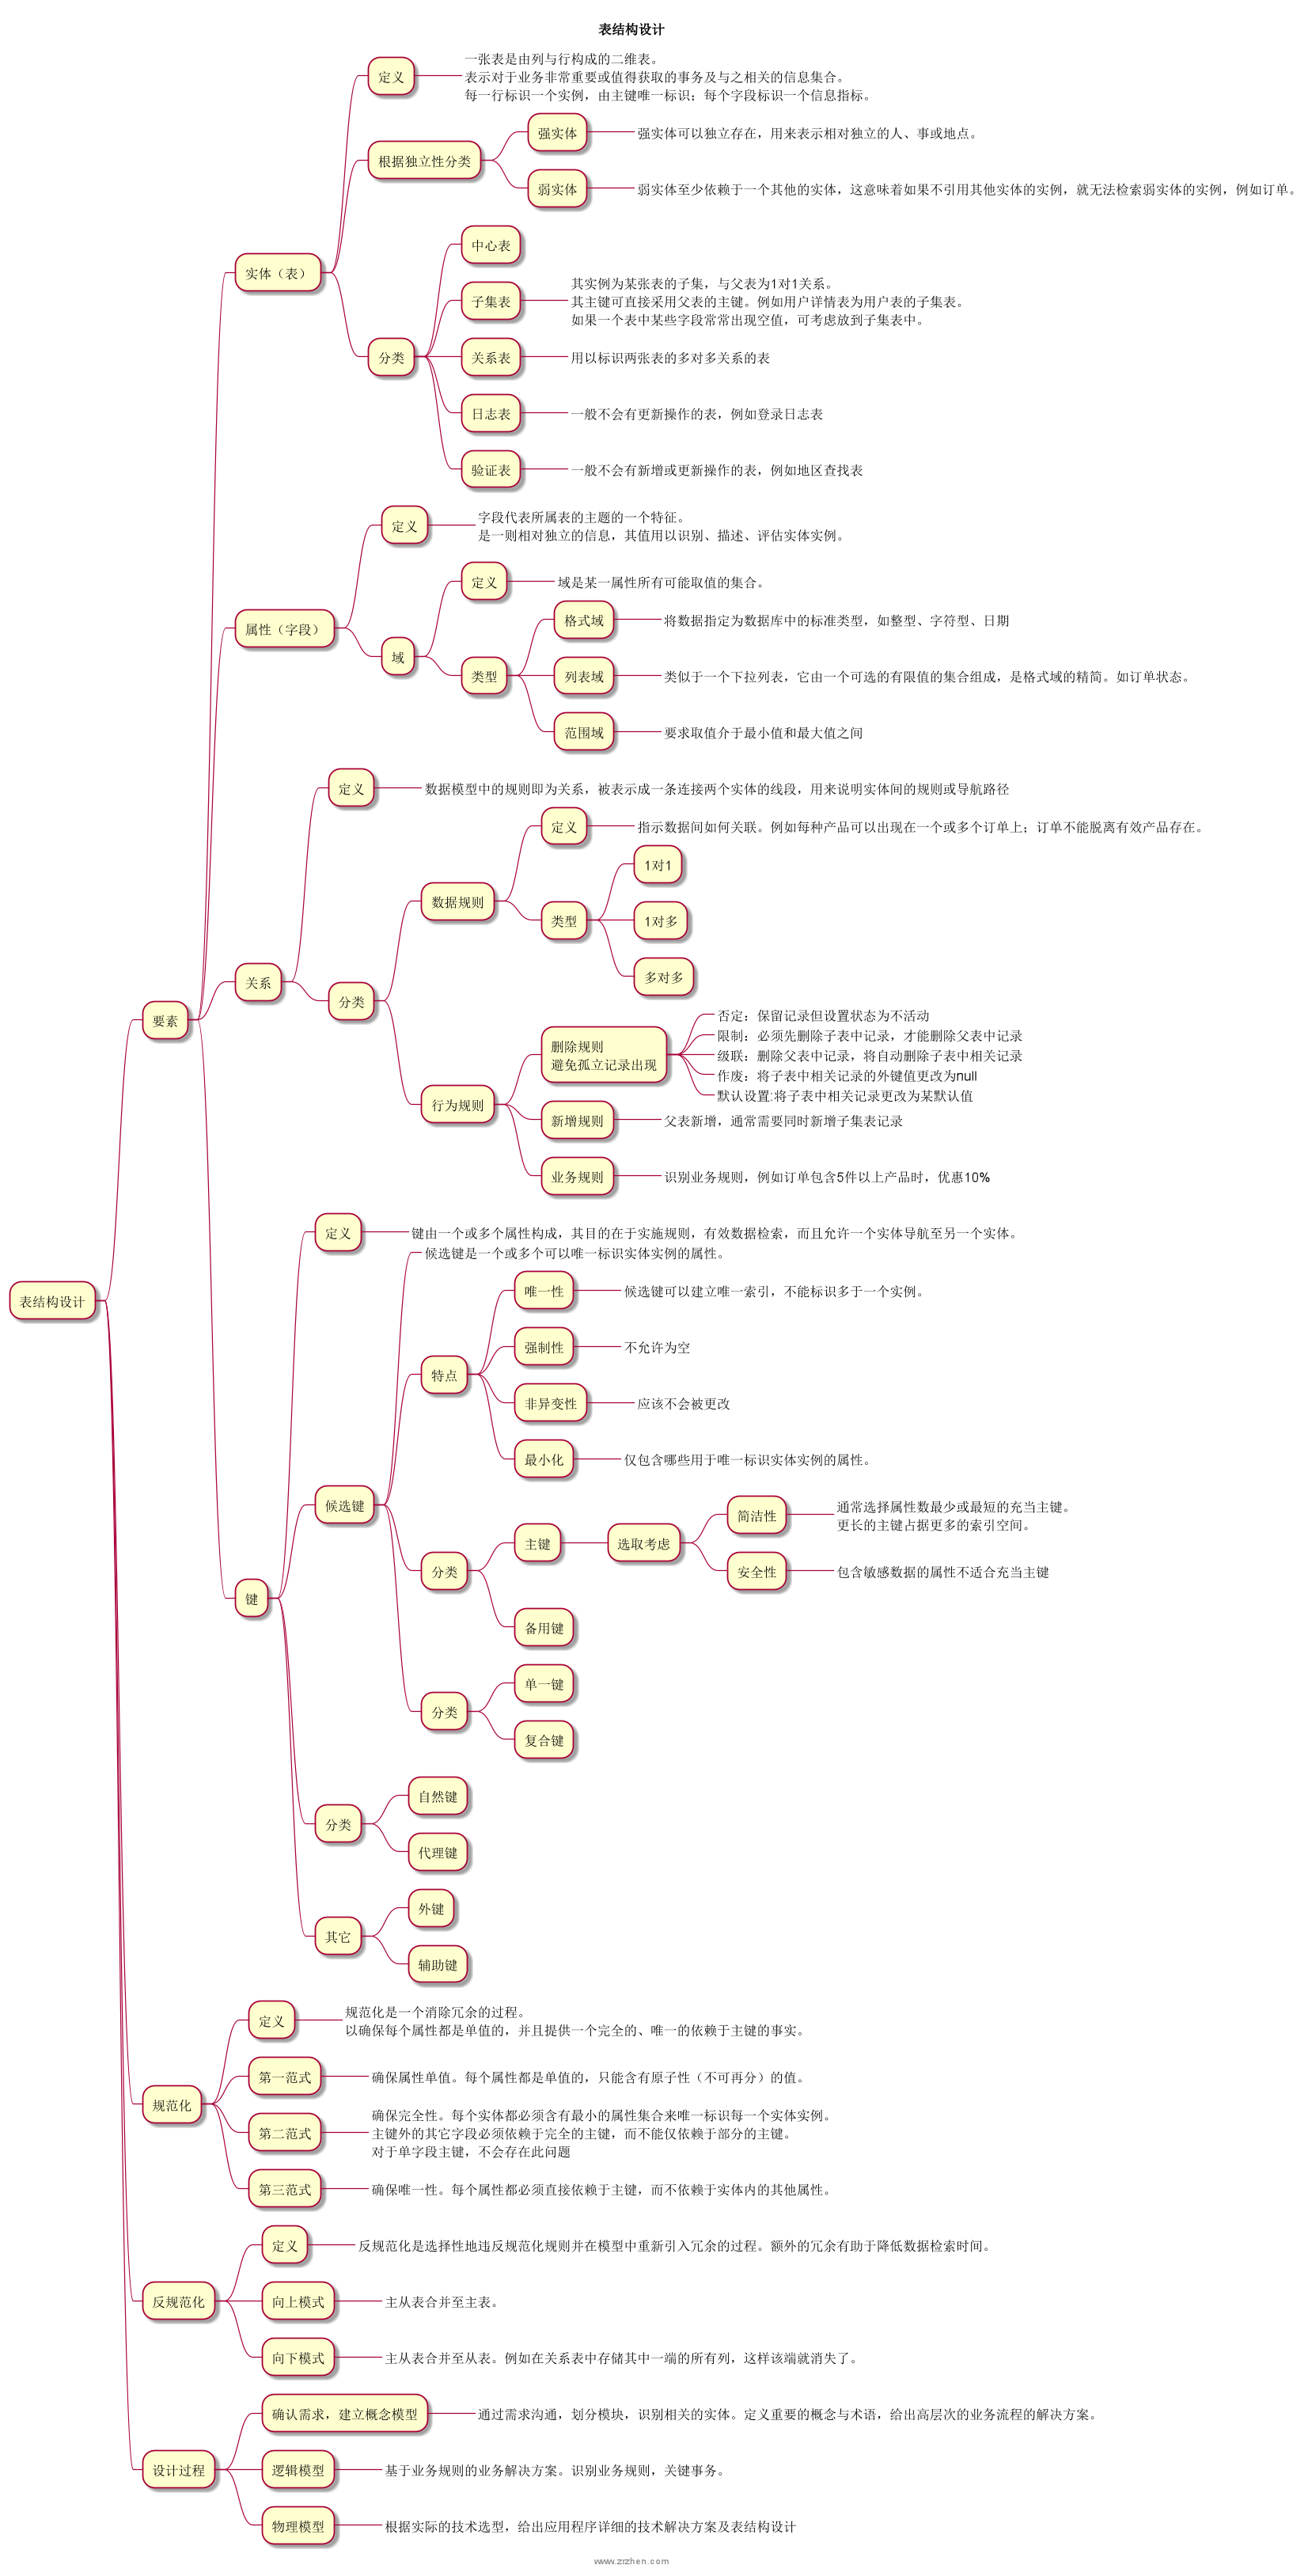 表结构设计
一张表是由列与行构成的二维表。
定义
表示对于业务非常重要或值得获取的事务及与之相关的信息集合。
每一行标识一个实例，由主键唯一标识；每个字段标识一个信息指标。
强实体
强实体可以独立存在，用来表示相对独立的人、事或地点。
根据独立性分类
弱实体
弱实体至少依赖于一个其他的实体，这意味着如果不引用其他实体的实例，就无法检索弱实体的实例，例如订单。
中心表
实体（表）
其实例为某张表的子集，与父表为1对1关系。
子集表
其主键可直接采用父表的主键。例如用户详情表为用户表的子集表。
如果一个表中某些字段常常出现空值，可考虑放到子集表中。
分类
关系表
用以标识两张表的多对多关系的表
日志表
一般不会有更新操作的表，例如登录日志表
验证表
一般不会有新增或更新操作的表，例如地区查找表
字段代表所属表的主题的一个特征。
定义
是一则相对独立的信息，其值用以识别、描述、评估实体实例。
定义
域是某一属性所有可能取值的集合。
格式域
将数据指定为数据库中的标准类型，如整型、字符型、日期
属性（字段）
域
类型
列表域
类似于一个下拉列表，它由一个可选的有限值的集合组成，是格式域的精简。如订单状态。
范围域
要求取值介于最小值和最大值之间
定义
数据模型中的规则即为关系，被表示成一条连接两个实体的线段，用来说明实体间的规则或导航路径
定义
指示数据间如何关联。例如每种产品可以出现在一个或多个订单上；订单不能脱离有效产品存在。
1对1
数据规则
类型
1对多
多对多
关系
分类
否定：保留记录但设置状态为不活动
限制：必须先删除子表中记录，才能删除父表中记录
删除规则
避免孤立记录出现
级联：删除父表中记录，将自动删除子表中相关记录
作废：将子表中相关记录的外键值更改为null
默认设置:将子表中相关记录更改为某默认值
行为规则
新增规则
父表新增，通常需要同时新增子集表记录
业务规则
识别业务规则，例如订单包含5件以上产品时，优惠10%
要素
定义
键由一个或多个属性构成，其目的在于实施规则，有效数据检索，而且允许一个实体导航至另一个实体。
候选键是一个或多个可以唯一标识实体实例的属性。
唯一性
候选键可以建立唯一索引，不能标识多于一个实例。
表结构设计
强制性
不允许为空
特点
非异变性
应该不会被更改
最小化
仅包含哪些用于唯一标识实体实例的属性。
候选键
简洁性
通常选择属性数最少或最短的充当主键。
更长的主键占据更多的索引空间。
主键
选取考虑
分类
安全性
包含敏感数据的属性不适合充当主键
键
备用键
单一键
分类
复合键
自然键
分类
代理键
外键
其它
辅助键
定义
规范化是一个消除冗余的过程。
以确保每个属性都是单值的，并且提供一个完全的、唯一的依赖于主键的事实。
第一范式
确保属性单值。每个属性都是单值的，只能含有原子性（不可再分）的值。
规范化
确保完全性。每个实体都必须含有最小的属性集合来唯一标识每一个实体实例。
第二范式
主键外的其它字段必须依赖于完全的主键，而不能仅依赖于部分的主键。
对于单字段主键，不会存在此问题
第三范式
确保唯一性。每个属性都必须直接依赖于主键，而不依赖于实体内的其他属性。
定义
反规范化是选择性地违反规范化规则并在模型中重新引入冗余的过程。额外的冗余有助于降低数据检索时间。
反规范化
向上模式
主从表合并至主表。
向下模式
主从表合并至从表。例如在关系表中存储其中一端的所有列，这样该端就消失了。
确认需求，建立概念模型
通过需求沟通，划分模块，识别相关的实体。定义重要的概念与术语，给出高层次的业务流程的解决方案。
设计过程
逻辑模型
基于业务规则的业务解决方案。识别业务规则，关键事务。
物理模型
根据实际的技术选型，给出应用程序详细的技术解决方案及表结构设计
www.zrzhen.com